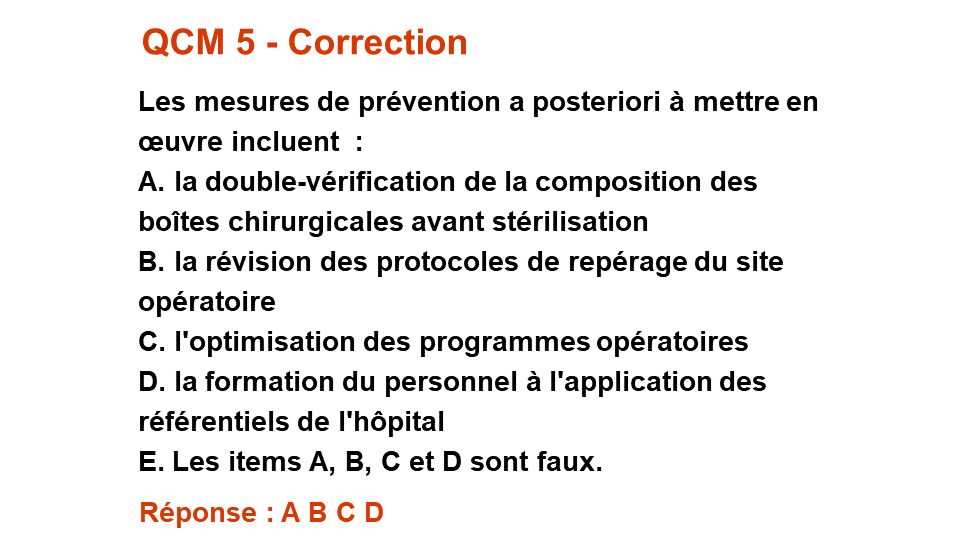 QCM 5 - Correction
Les mesures de prévention a posteriori à mettre en
œuvre incluent  :
A. la double-vérification de la composition des
boîtes chirurgicales avant stérilisation
B. la révision des protocoles de repérage du site
opératoire
C. l'optimisation des programmes opératoires
D. la formation du personnel à l'application des
référentiels de l'hôpital
E. Les items A, B, C et D sont faux.
Réponse : A B C D